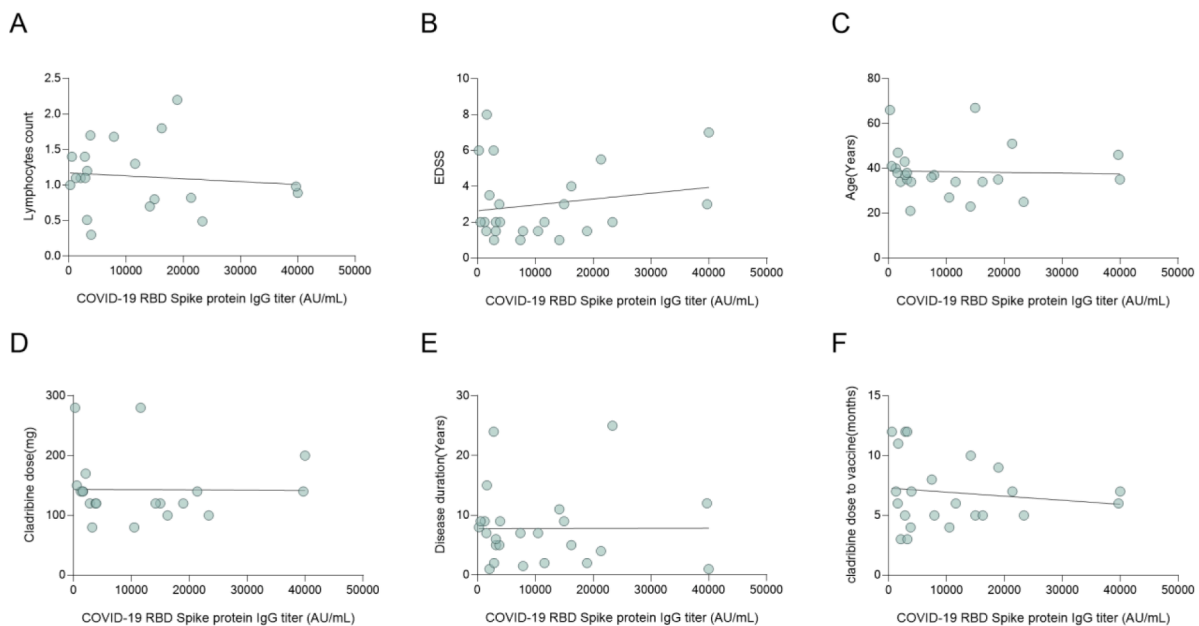 A
B
C
2.5
2.0
1.5
1.0
0.5
0.0
Lymphocytes count
0 10000 20000 30000 40000 50000
COVID-19 RBD Spike protein IgG titer (AU/mL)
10
8
6
4
2
0
EDSS
0 10000 20000 30000 40000 50000
COVID-19 RBD Spike protein IgG titer (AU/mL)
80
60
40
20
0
Age(Years)
0 10000 20000 30000 40000 50000
COVID-19 RBD Spike protein IgG titer (AU/mL)
D
E
F
300
200
100
0
Cladribine dose(mg)
0 10000 20000 30000 40000 50000
COVID-19 RBD Spike protein IgG titer (AU/mL)
30
20
10
0
Disease duration(Years)
0 10000 20000 30000 40000 50000
COVID-19 RBD Spike protein IgG titer (AU/mL)
15
10
5
0
cladribine dose to vaccine(months)
0 10000 20000 30000 40000 50000
COVID-19 RBD Spike protein IgG titer (AU/mL)